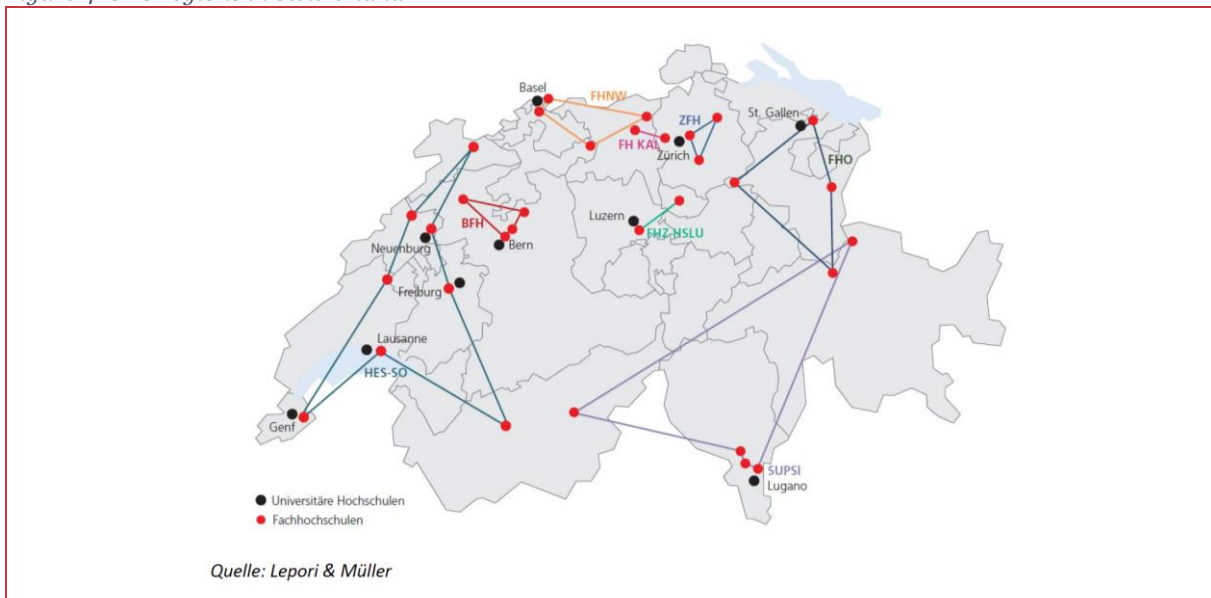 Basel
FHNW
St. Gallen
ZFH
FH KAL
Zürich
FHO
Luzern
BFH
FHZ-HSLU
Neuenburg
Bern
Freiburg
Lausanne
HES-SO
Genf
SUPSI
Lugano
Universitäre Hochschulen
Fachhochschulen
Quelle: Lepori & Müller